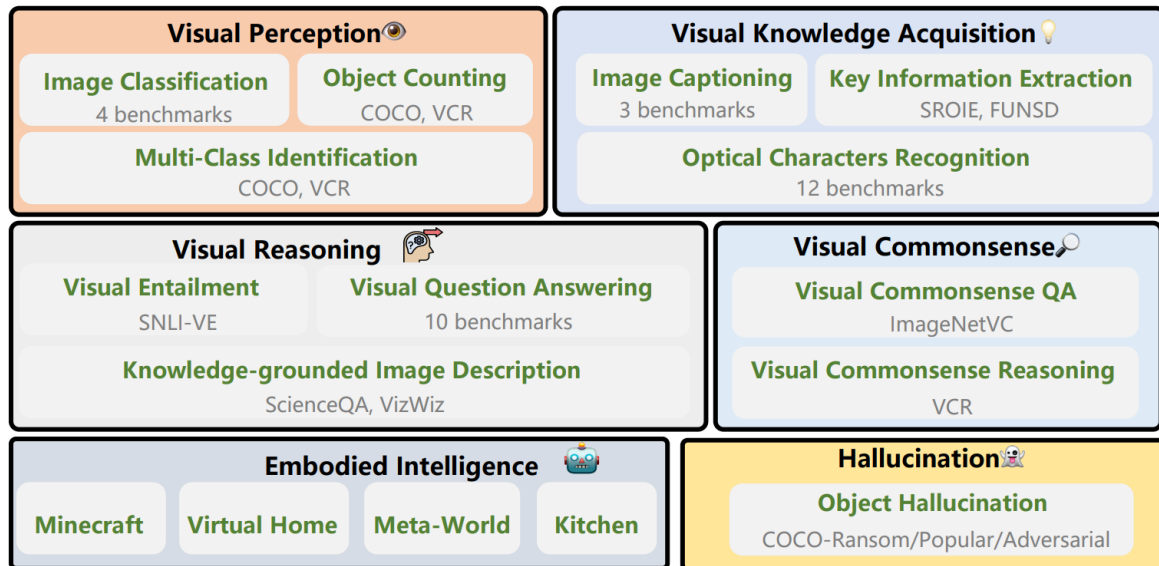 Visual Perception
Image Classification
4 benchmarks
Object Counting
COCO, VCR
Multi-Class Identification
COCO, VCR
Visual Knowledge Acquisition
Image Captioning
3 benchmarks
Key Information Extraction
SROIE, FUNSD
Optical Characters Recognition
12 benchmarks
Visual Reasoning
Visual Entailment
SNLI-VE
Visual Question Answering
10 benchmarks
Knowledge-grounded Image Description
ScienceQA, VizWiz
Visual Commonsense
Visual Commonsense QA
ImageNetVC
Visual Commonsense Reasoning
VCR
Embodied Intelligence
Minecraft
Virtual Home
Meta-World
Kitchen
Hallucination
Object Hallucination
COCO-Ransom/Popular/Adversarial